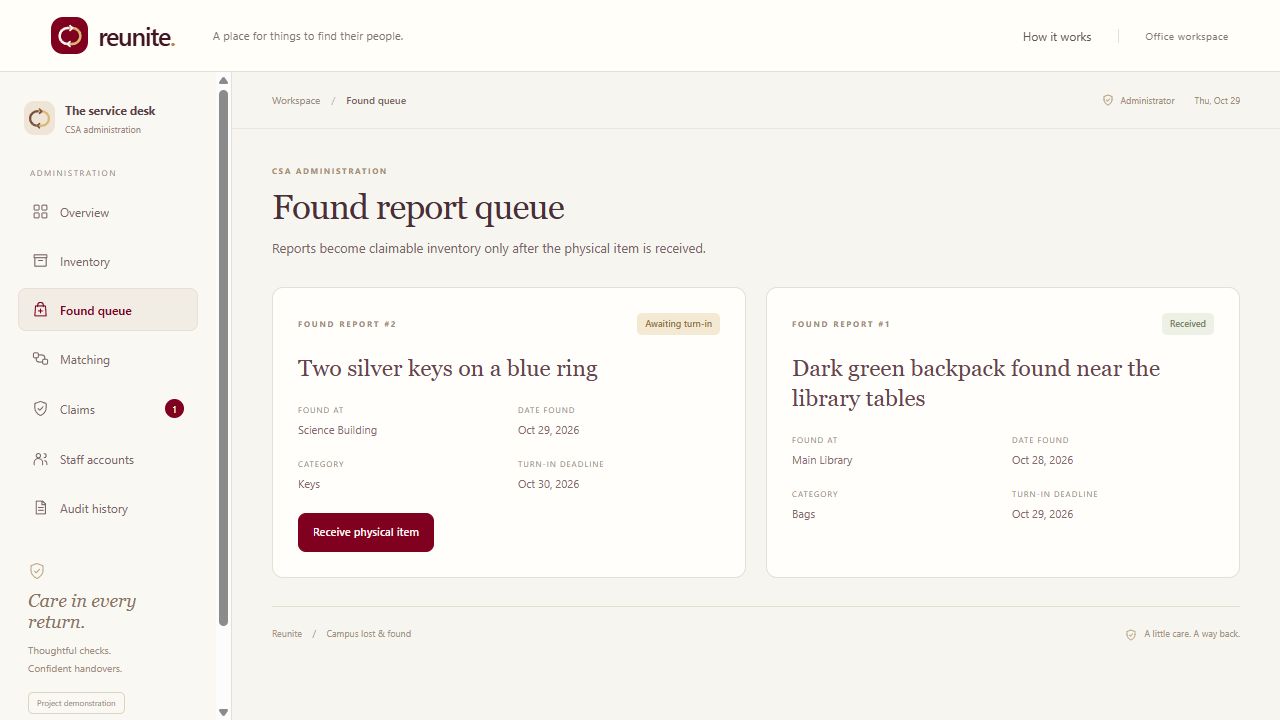 reunite.
A place for things to find their people.
How it works
Office workspace
The service desk
CSA administration
ADMINISTRATION
Overview
Inventory
Found queue
Matching
Claims
1
Staff accounts
Audit history
Care in every
return.
Thoughtful checks.
Confident handovers.
Project demonstration
Workspace / Found queue
Administrator
Thu, Oct 29
CSA ADMINISTRATION
Found report queue
Reports become claimable inventory only after the physical item is received.
FOUND REPORT #2
Awaiting turn-in
Two silver keys on a blue ring
FOUND AT
Science Building
DATE FOUND
Oct 29, 2026
CATEGORY
Keys
TURN-IN DEADLINE
Oct 30, 2026
Receive physical item
FOUND REPORT #1
Received
Dark green backpack found near the
library tables
FOUND AT
Main Library
DATE FOUND
Oct 28, 2026
CATEGORY
Bags
TURN-IN DEADLINE
Oct 29, 2026
Reunite / Campus lost & found
A little care. A way back.